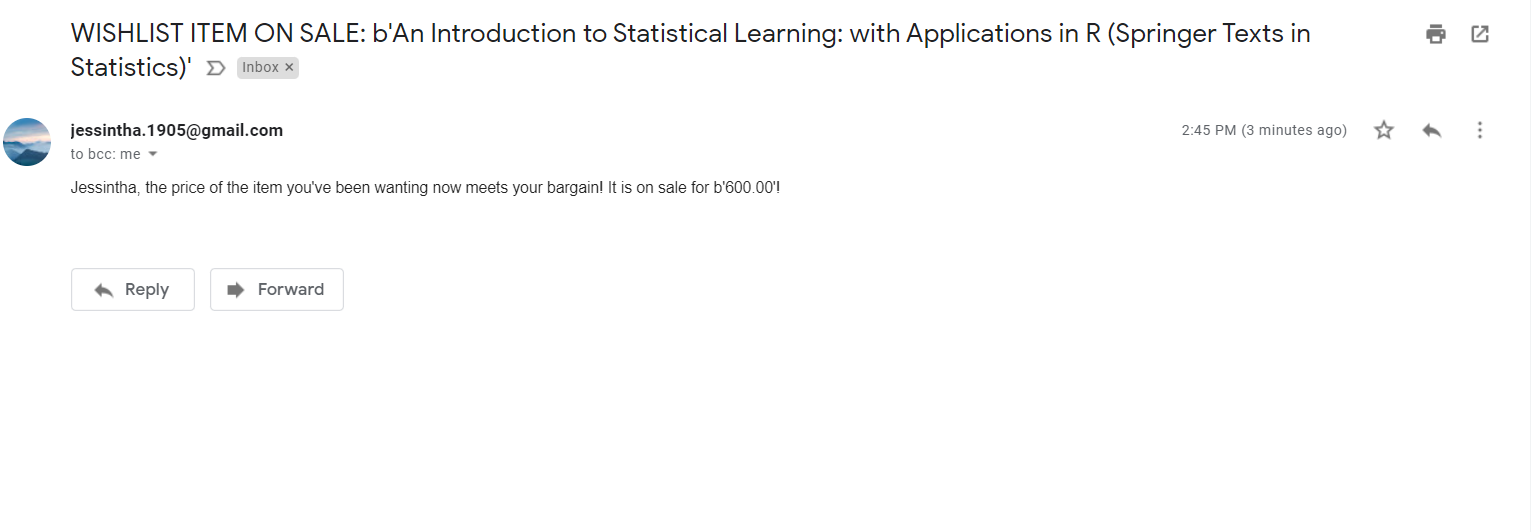 WISHLIST ITEM ON SALE: b'An Introduction to Statistical Learning: with Applications in R (Springer Texts in
Statistics)' Inbox ×
jessintha.1905@gmail.com 2:45 PM (3 minutes ago)
to bcc: me
Jessintha, the price of the item you've been wanting now meets your bargain! It is on sale for b'600.00'!
Reply Forward